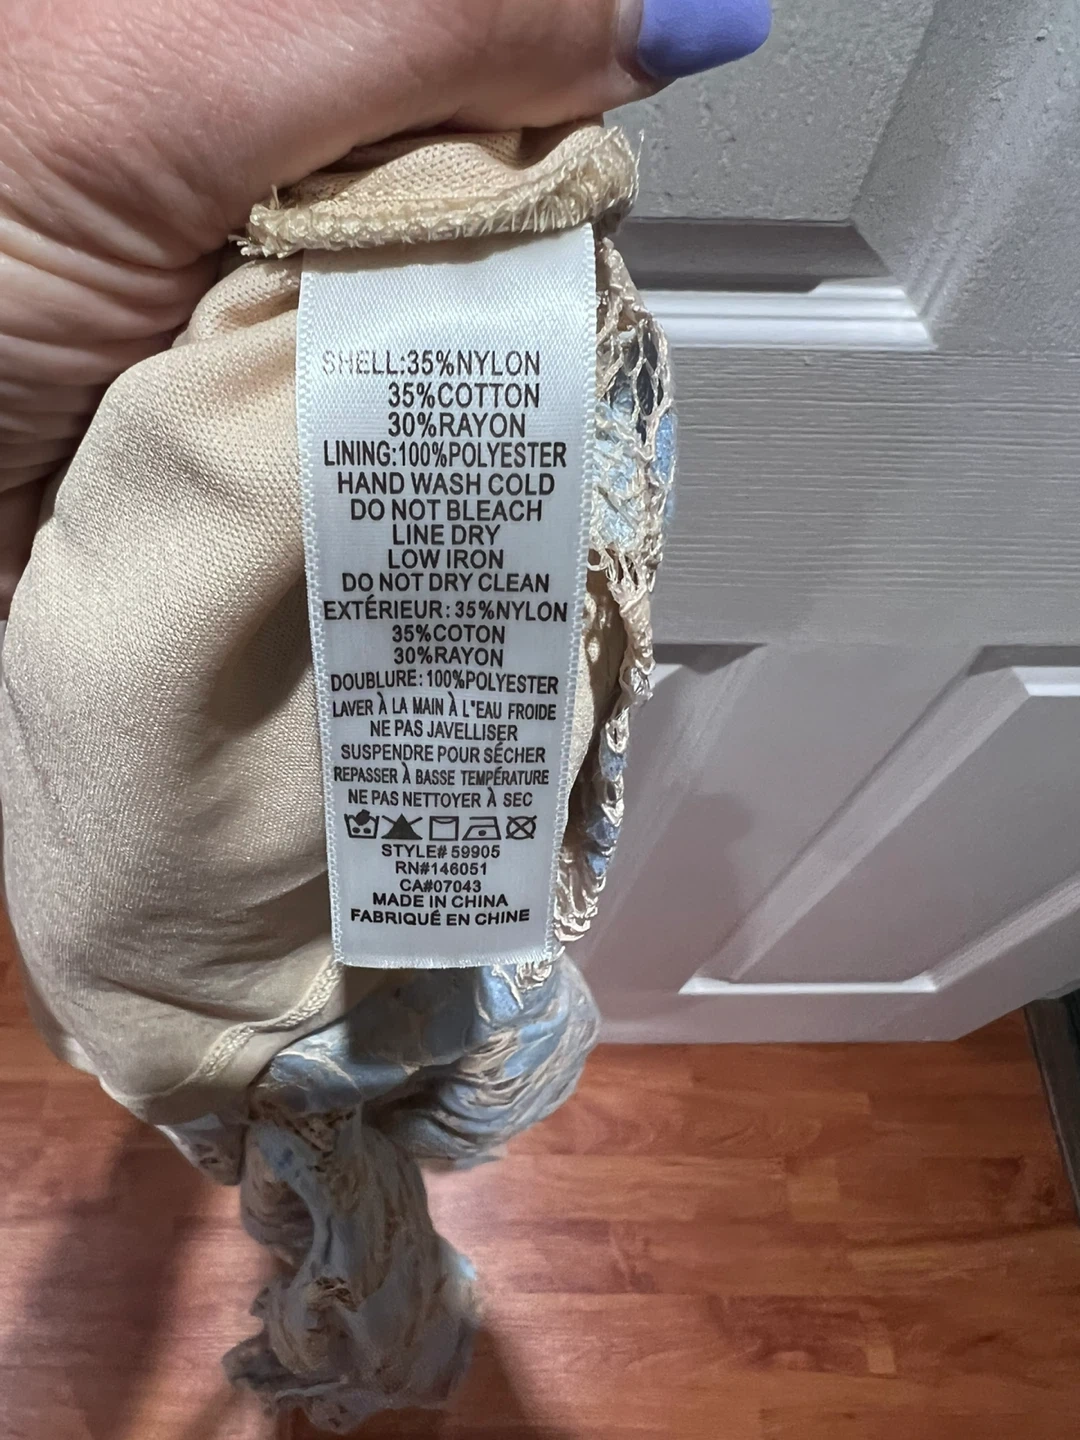 SHELL:35%NYLON
35%COTTON
30%RAYON
LINING:100%POLYESTER
HAND WASH COLD
DO NOT BLEACH
LINE DRY
LOW IRON
DO NOT DRY CLEAN
EXTÉRIEUR: 35%NYLON
35%COTON
30%RAYON
DOUBLURE: 100%POLYESTER
LAVER À LA MAIN À L'EAU FROIDE
NE PAS JAVELLISER
SUSPENDRE POUR SÉCHER
REPASSER À BASSE TEMPÉRATURE
NE PAS NETTOYER À SEC
STYLE# 59905
RN#146051
CA#07043
MADE IN CHINA
FABRIQUÉ EN CHINE